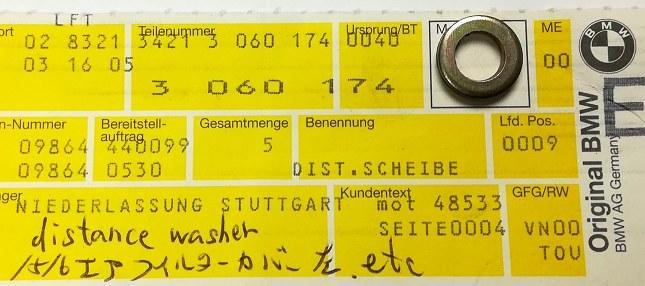 LFT
ort Teilenummer Ursprung/BT M ME
02 8321 3421 3 060 174 0040
03 16 05 00
3 060 174
BMW
n-Nummer Bereitstell-auftrag Gesamtmenge Benennung Lfd. Pos.
09864 440099 5 0009
09864 0530 DIST.SCHEIBE
nger Kundentext GFG/RW
NIEDERLASSUNG STUTTGART mot 48533
SEITE0004 VN00
TOU
distance washer
15/6エアフィルターカバー左. etc
Original BMW
BMW AG Germany
E